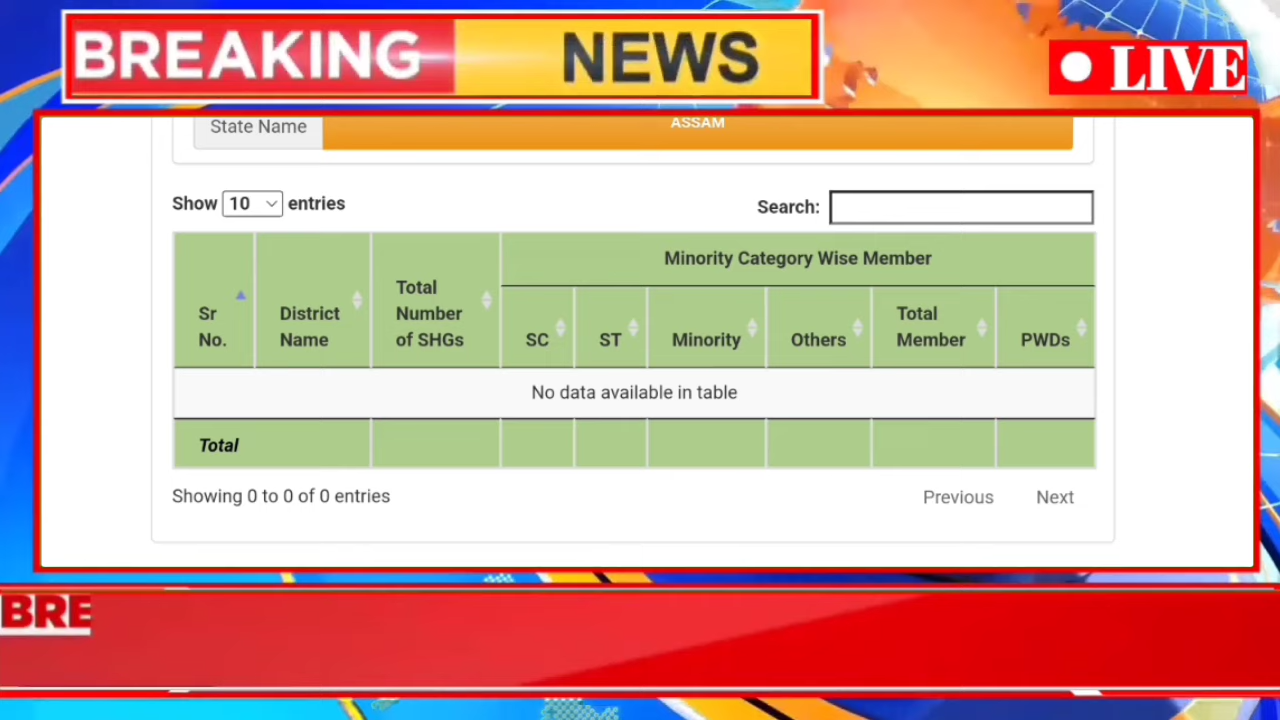 BREAKING NEWS
LIVE
State Name ASSAM
Show 10 entries
Search:
Sr No.
District Name
Total Number of SHGs
Minority Category Wise Member
SC
ST
Minority
Others
Total Member
PWDs
No data available in table
Total
Showing 0 to 0 of 0 entries
Previous Next
BRE